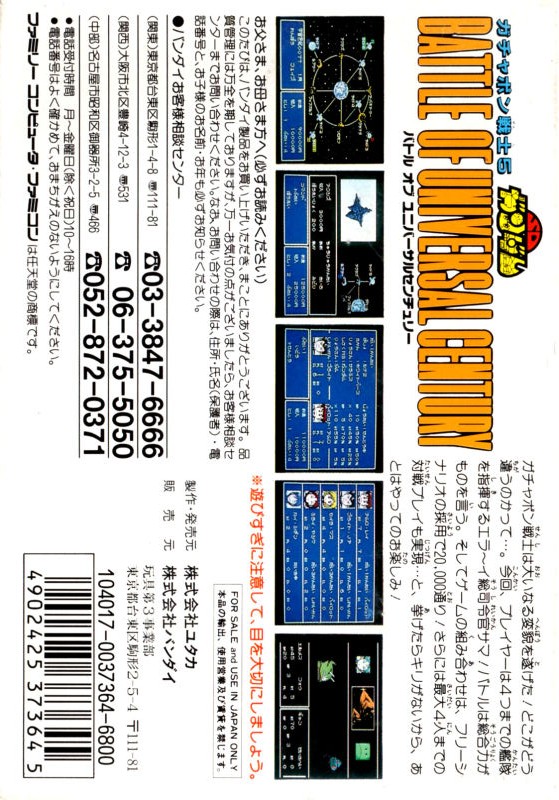 ガチャポン戦士5
SDガンダム
BATTLE OF UNIVERSAL CENTURY
バトル オブ ユニバーサルセンチュリー
ガチャポン戦士は大いなる変貌を遂げた！どこがどう
違うのかって…。今回、プレイヤーは4つまでの艦隊
を指揮するエラ〜イ総司令官サマ！バトルは総合力が
ものを言う。そしてゲームの組み合わせは、フリーシ
ナリオの採用で20,000通り！さらには最大4人までの
対戦プレイも実現…と、挙げたらキリがないから、あ
とはやってのお楽しみ！
お父さま、お母さま方へ(必ずお読みください)
このたびは、バンダイ製品をお買い上げいただき、まことにありがとうございます。品
質管理には万全を期しておりますが、万一お気付の点がございましたら、お客様相談セ
ンターまでお問い合わせください。なお、お問い合わせの際は、住所・氏名(保護者)・電
話番号と、お子様のお名前・お年も必ずお知らせください。
●バンダイお客様相談センター
(関東)東京都台東区駒形1-4-8 〠111-81 ☎03-3847-6666
(関西)大阪市北区豊崎4-12-3 〠531 ☎06-375-5050
(中部)名古屋市昭和区御器所3-2-5 〠466 ☎052-872-0371
●電話受付時間 月〜金曜日(除く祝日)10〜16時
●電話番号はよく確かめて、おまちがえのないようにしてください。
ファミリーコンピュータ・ファミコンは任天堂の商標です。
※遊びすぎに注意して、目を大切にしましょう。
FOR SALE and USE IN JAPAN ONLY
本品の輸出、使用営業及び賃貸を禁じます。
製作・発売元 株式会社ユタカ
販売元 株式会社バンダイ
玩具第3事業部
東京都台東区駒形2-5-4 〒111-81
104017-0037364-6800
4902425373645